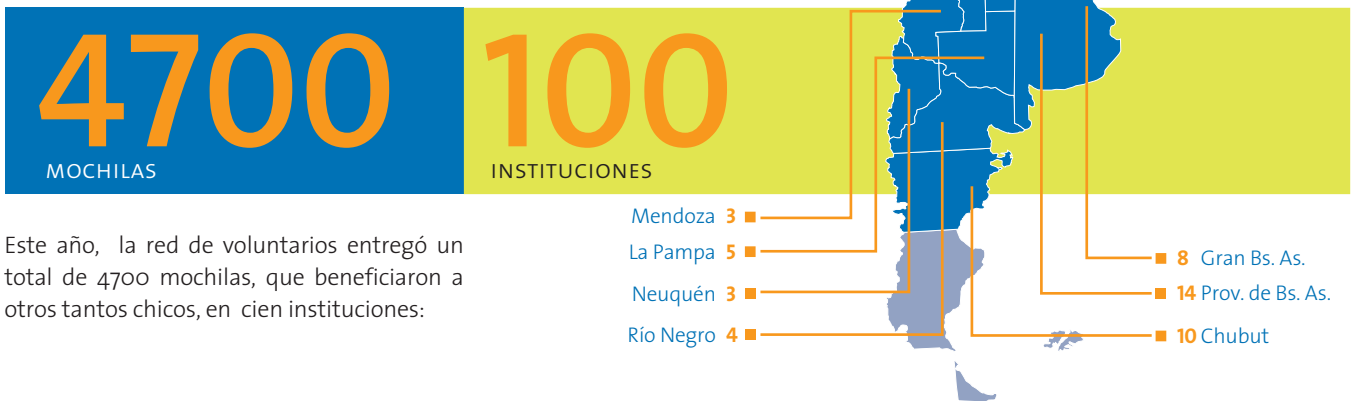 4700
MOCHILAS
100
INSTITUCIONES
Este año, la red de voluntarios entregó un
total de 4700 mochilas, que beneficiaron a
otros tantos chicos, en cien instituciones:
Mendoza 3
La Pampa 5
Neuquén 3
Río Negro 4
8 Gran Bs. As.
14 Prov. de Bs. As.
10 Chubut